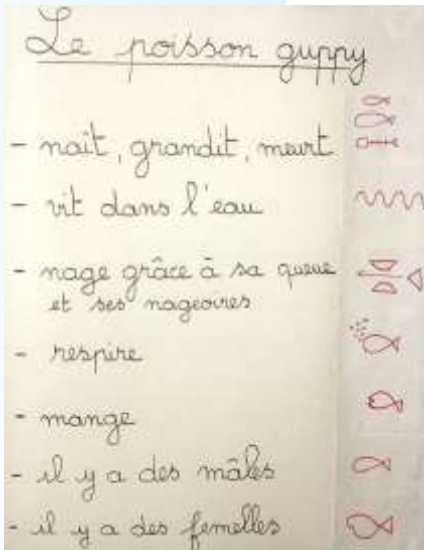 Le poisson guppy
- naît, grandit, meurt
- vit dans l'eau
- nage grâce à sa queue
et ses nageoires
- respire
- mange
- il y a des mâles
- il y a des femelles